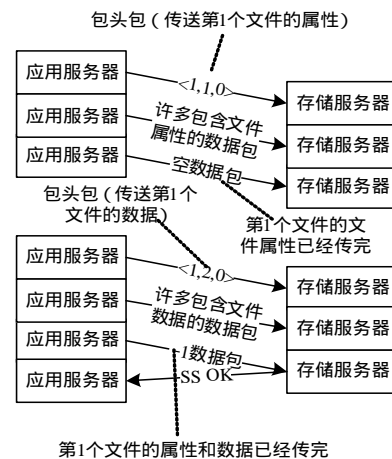 包头包（传送第1个文件的属性）
应用服务器
<1,1,0>
存储服务器
应用服务器
许多包含文件
属性的数据包
存储服务器
应用服务器
空数据包
存储服务器
包头包（传送第1个
文件的数据）
第1个文件的文
件属性已经传完
应用服务器
<1,2,0>
存储服务器
应用服务器
许多包含文件
数据的数据包
存储服务器
应用服务器
-1数据包
存储服务器
应用服务器
SS OK
第1个文件的属性和数据已经传完